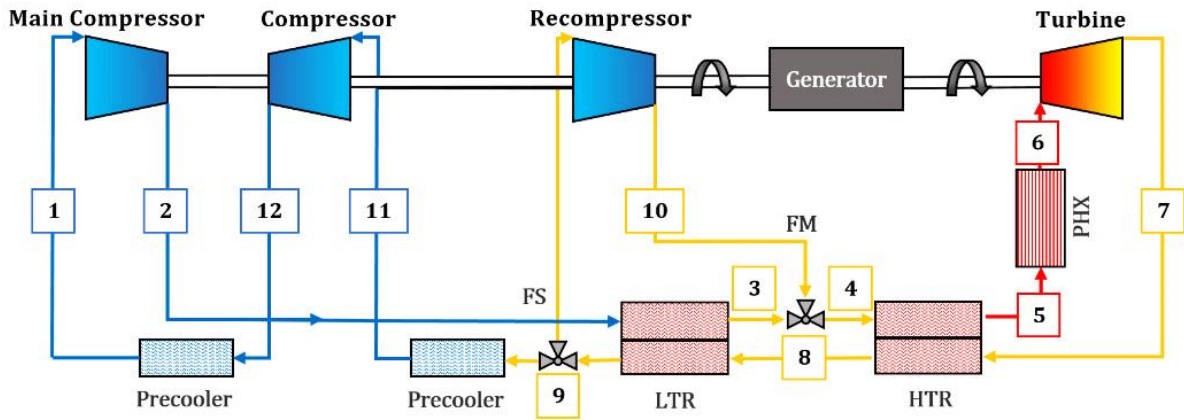 Main Compressor
Compressor
Recompressor
Turbine
Generator
1
2
12
11
10
6
7
PHX
FM
FS
3
4
5
8
9
Precooler
Precooler
LTR
HTR